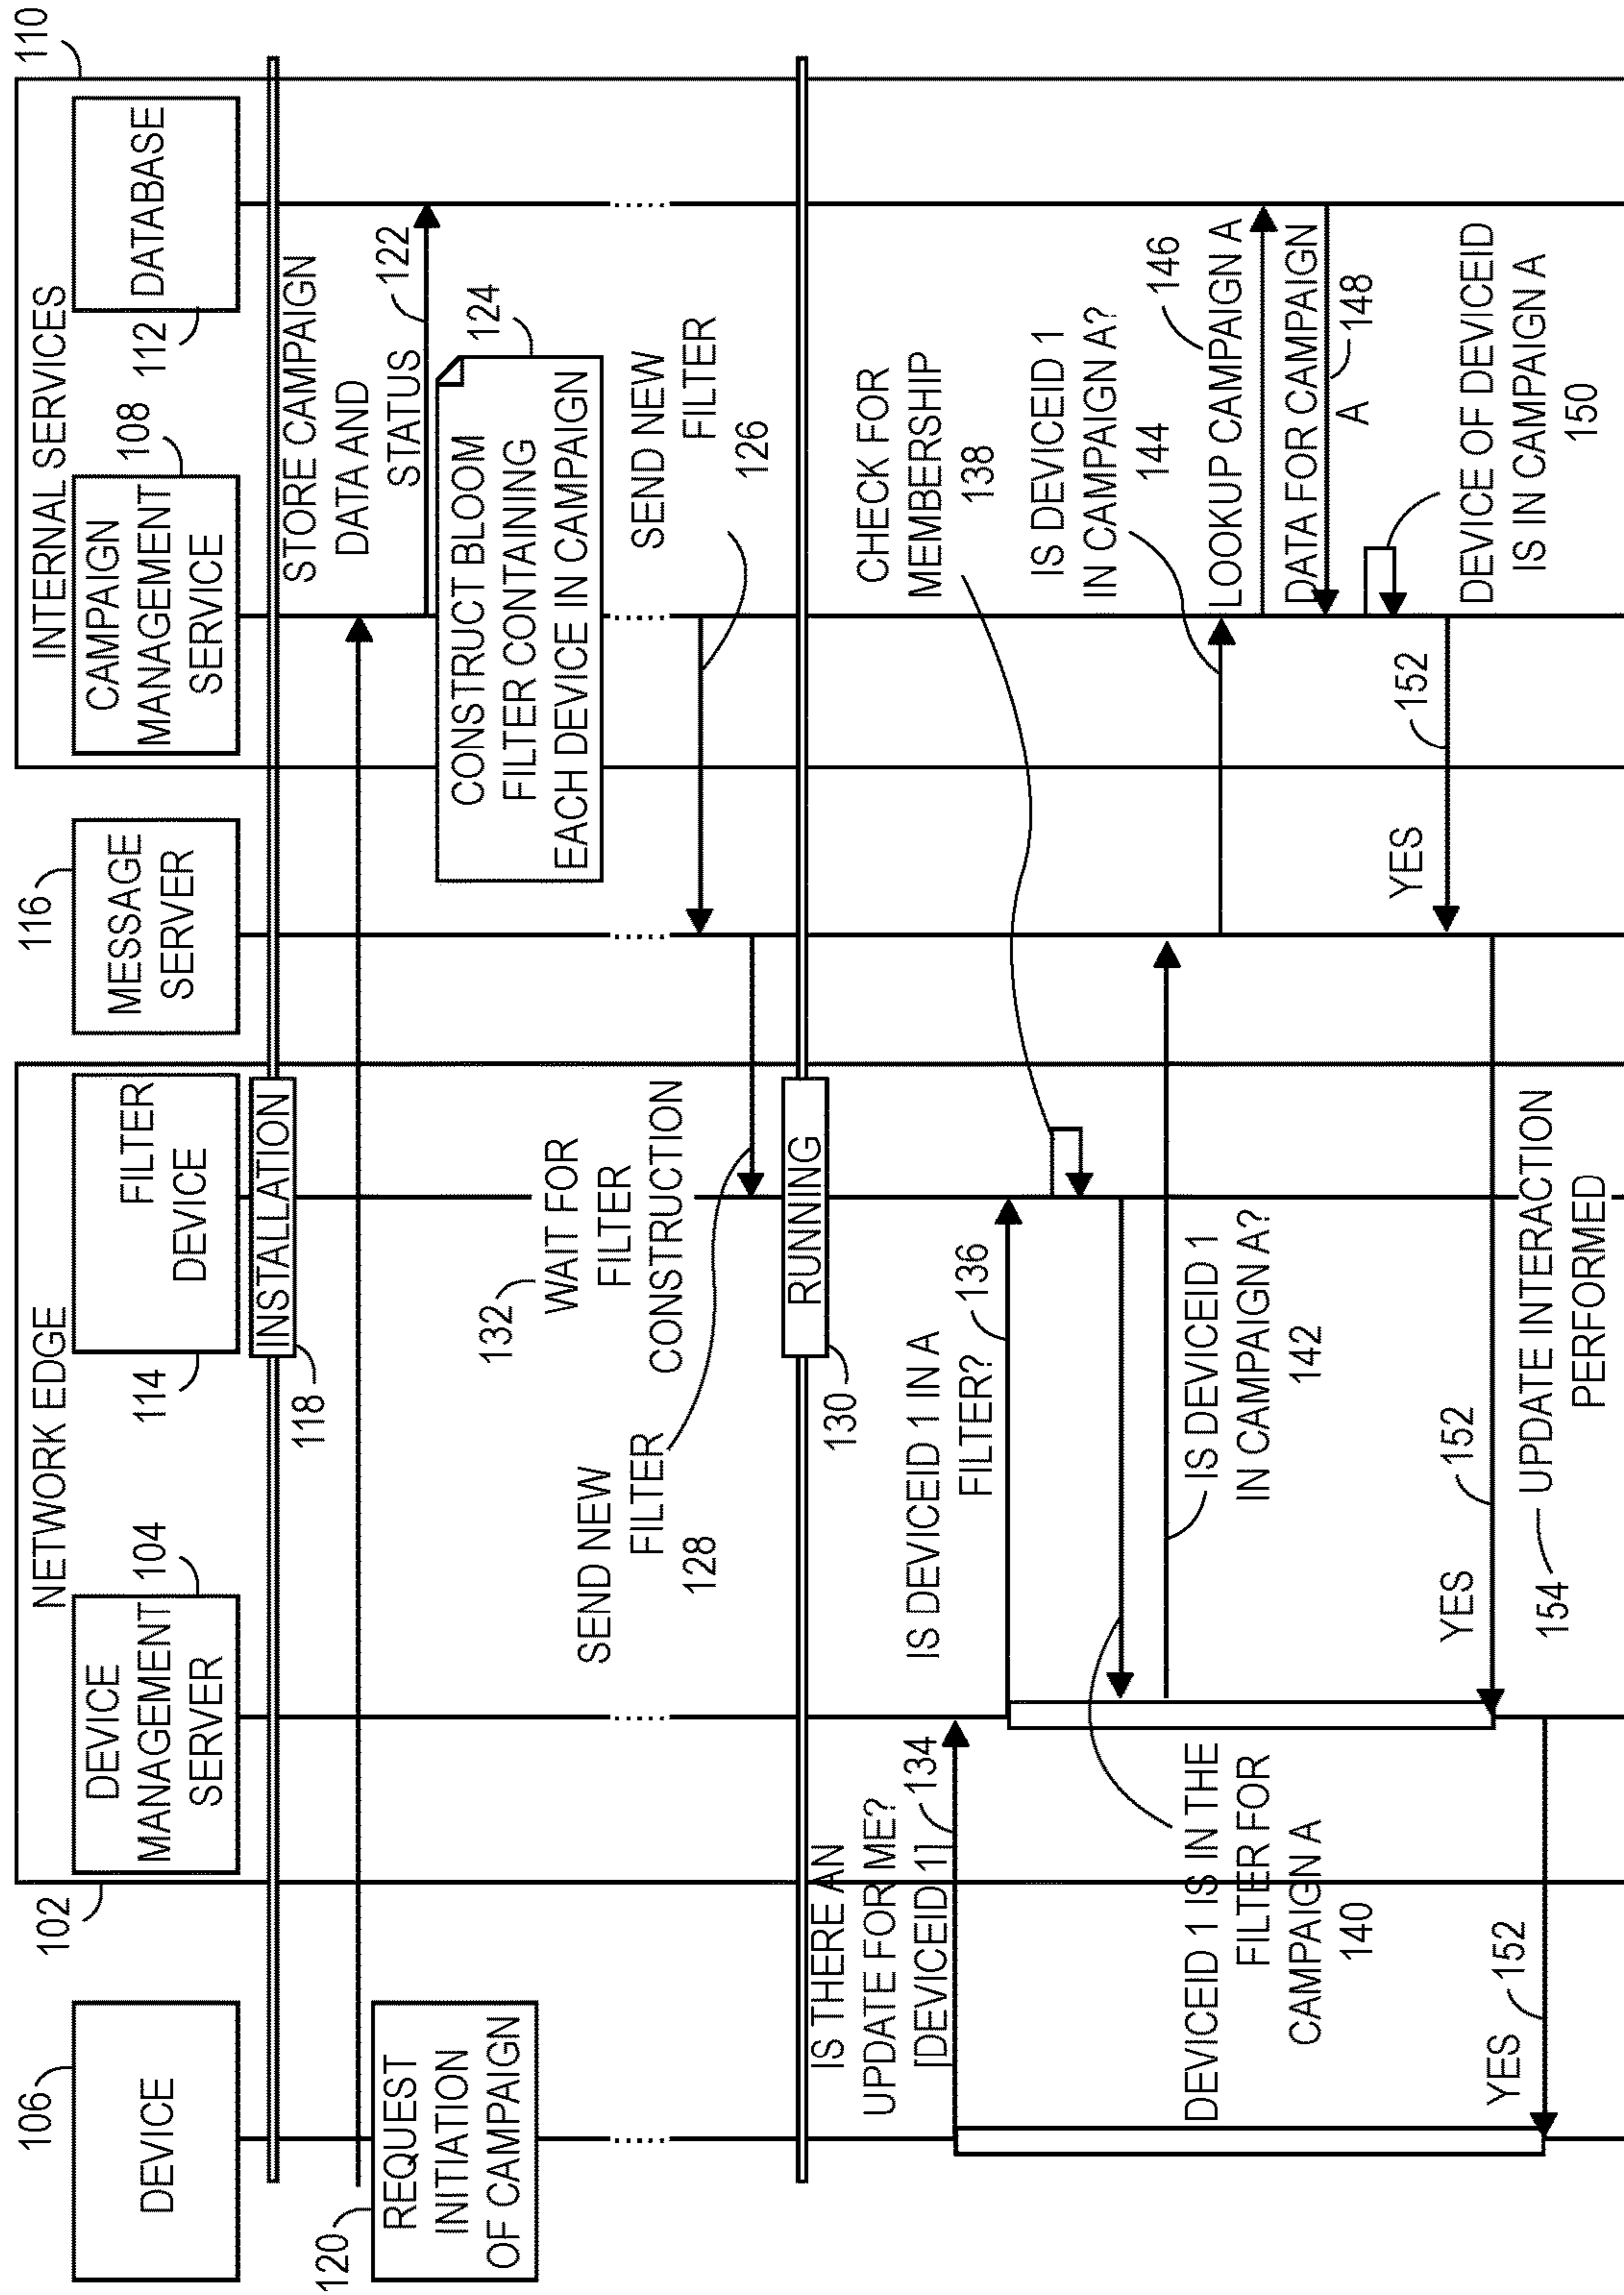 110
INTERNAL SERVICES
DATABASE
112
CAMPAIGN
MANAGEMENT
SERVICE
108
116
MESSAGE
SERVER
NETWORK EDGE
FILTER
DEVICE
114
DEVICE
MANAGEMENT
SERVER
104
102
106
DEVICE
INSTALLATION
118
120
REQUEST
INITIATION
OF CAMPAIGN
STORE CAMPAIGN
DATA AND
STATUS
122
124
CONSTRUCT BLOOM
FILTER CONTAINING
EACH DEVICE IN CAMPAIGN
132
WAIT FOR
FILTER
CONSTRUCTION
SEND NEW
FILTER
126
SEND NEW
FILTER
128
RUNNING
130
IS THERE AN
UPDATE FOR ME?
[DEVICEID 1]
134
IS DEVICEID 1 IN A
FILTER?
136
CHECK FOR
MEMBERSHIP
138
DEVICEID 1 IS IN THE
FILTER FOR
CAMPAIGN A
140
IS DEVICEID 1
IN CAMPAIGN A?
142
IS DEVICEID 1
IN CAMPAIGN A?
144
146
LOOKUP CAMPAIGN A
DATA FOR CAMPAIGN
A
148
DEVICE OF DEVICEID
IS IN CAMPAIGN A
150
YES
152
YES
152
YES
152
154
UPDATE INTERACTION
PERFORMED